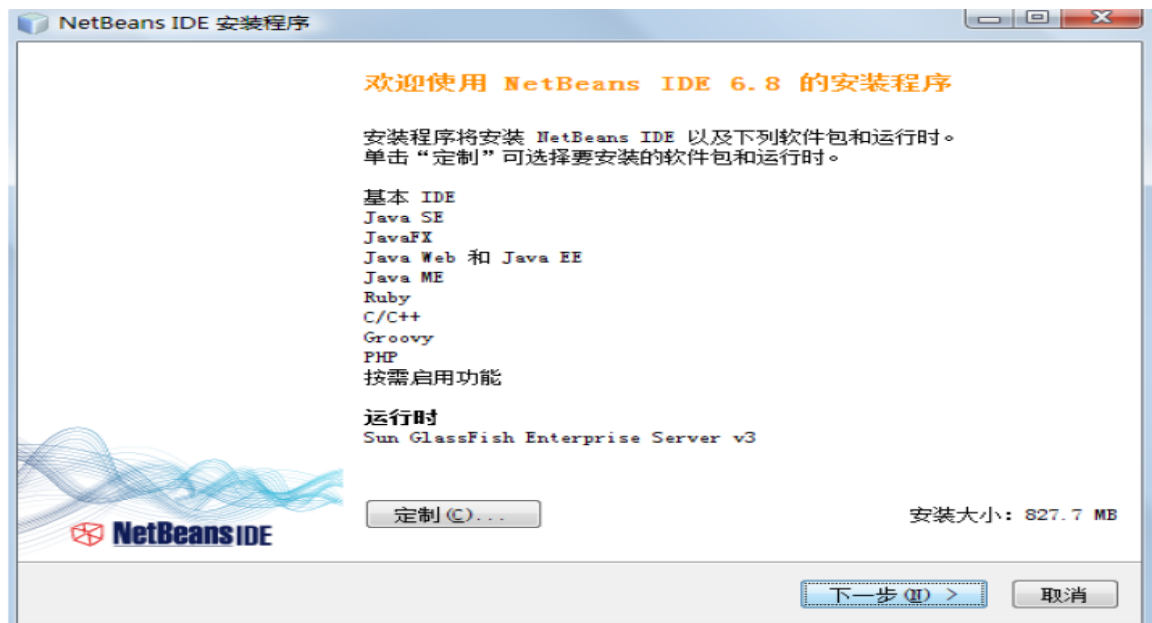 NetBeans IDE 安装程序
欢迎使用 NetBeans IDE 6.8 的安装程序
安装程序将安装 NetBeans IDE 以及下列软件包和运行时。
单击“定制”可选择要安装的软件包和运行时。
基本 IDE
Java SE
JavaFX
Java Web 和 Java EE
Java ME
Ruby
C/C++
Groovy
PHP
按需启用功能
运行时
Sun GlassFish Enterprise Server v3
定制(C)...
安装大小: 827.7 MB
NetBeans IDE
下一步(N) >
取消